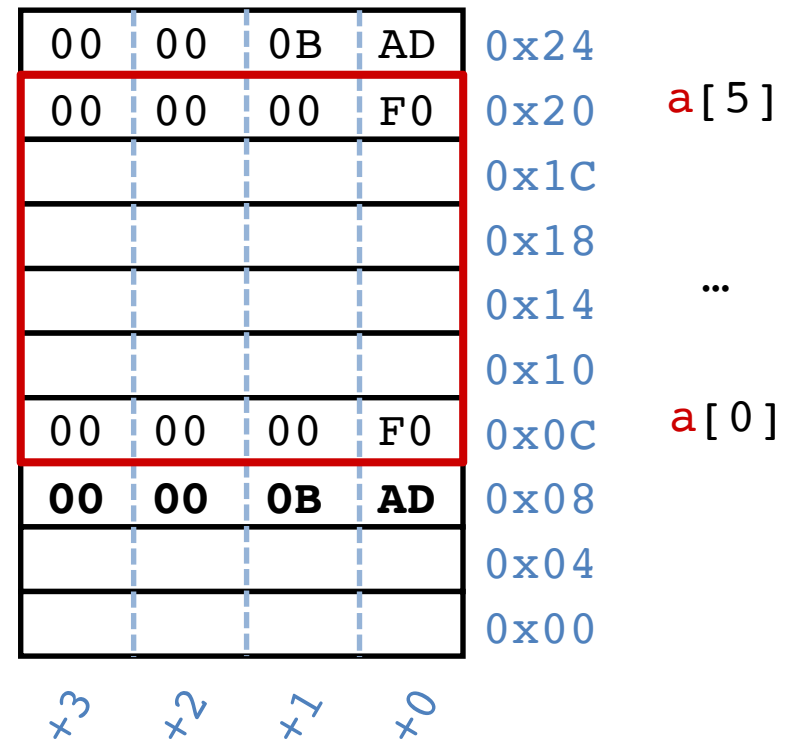 00 00 0B AD 0x24
00 00 00 F0 0x20 a[5]
0x1C
0x18
0x14 …
0x10
00 00 00 F0 0x0C a[0]
00 00 0B AD 0x08
0x04
0x00
+3 +2 +1 +0